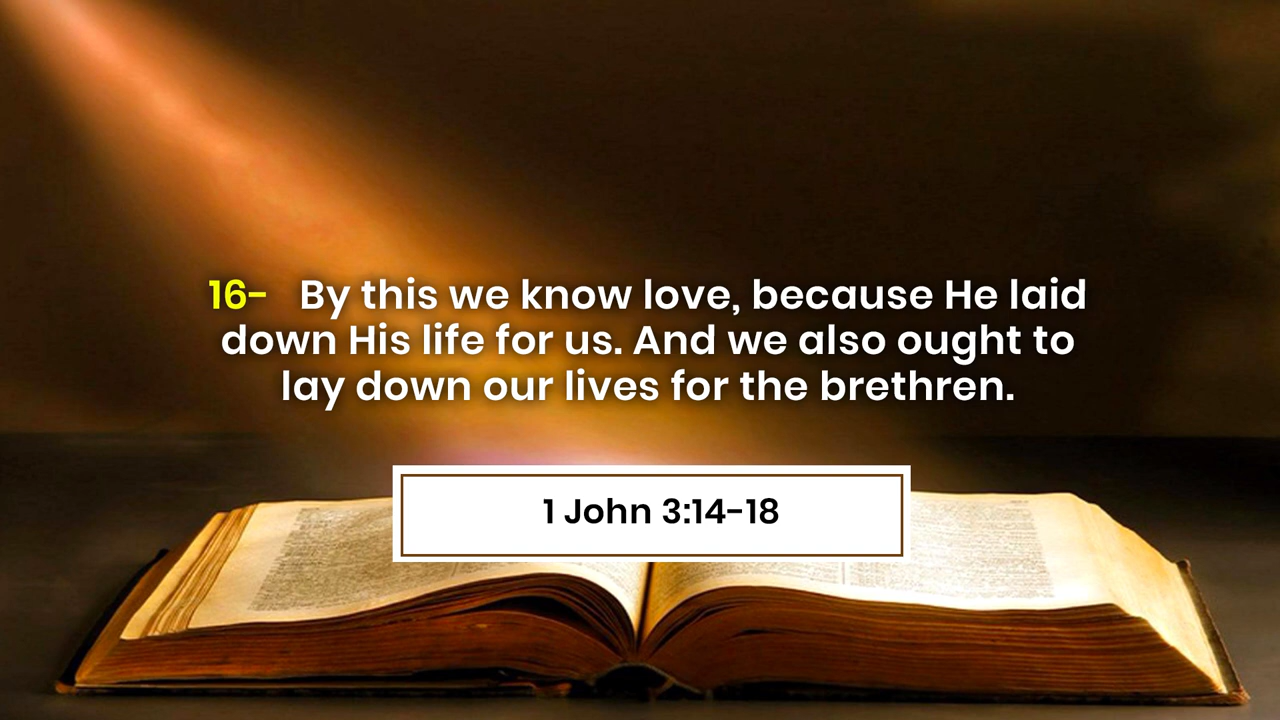 16- By this we know love, because He laid
down His life for us. And we also ought to
lay down our lives for the brethren.
1 John 3:14-18